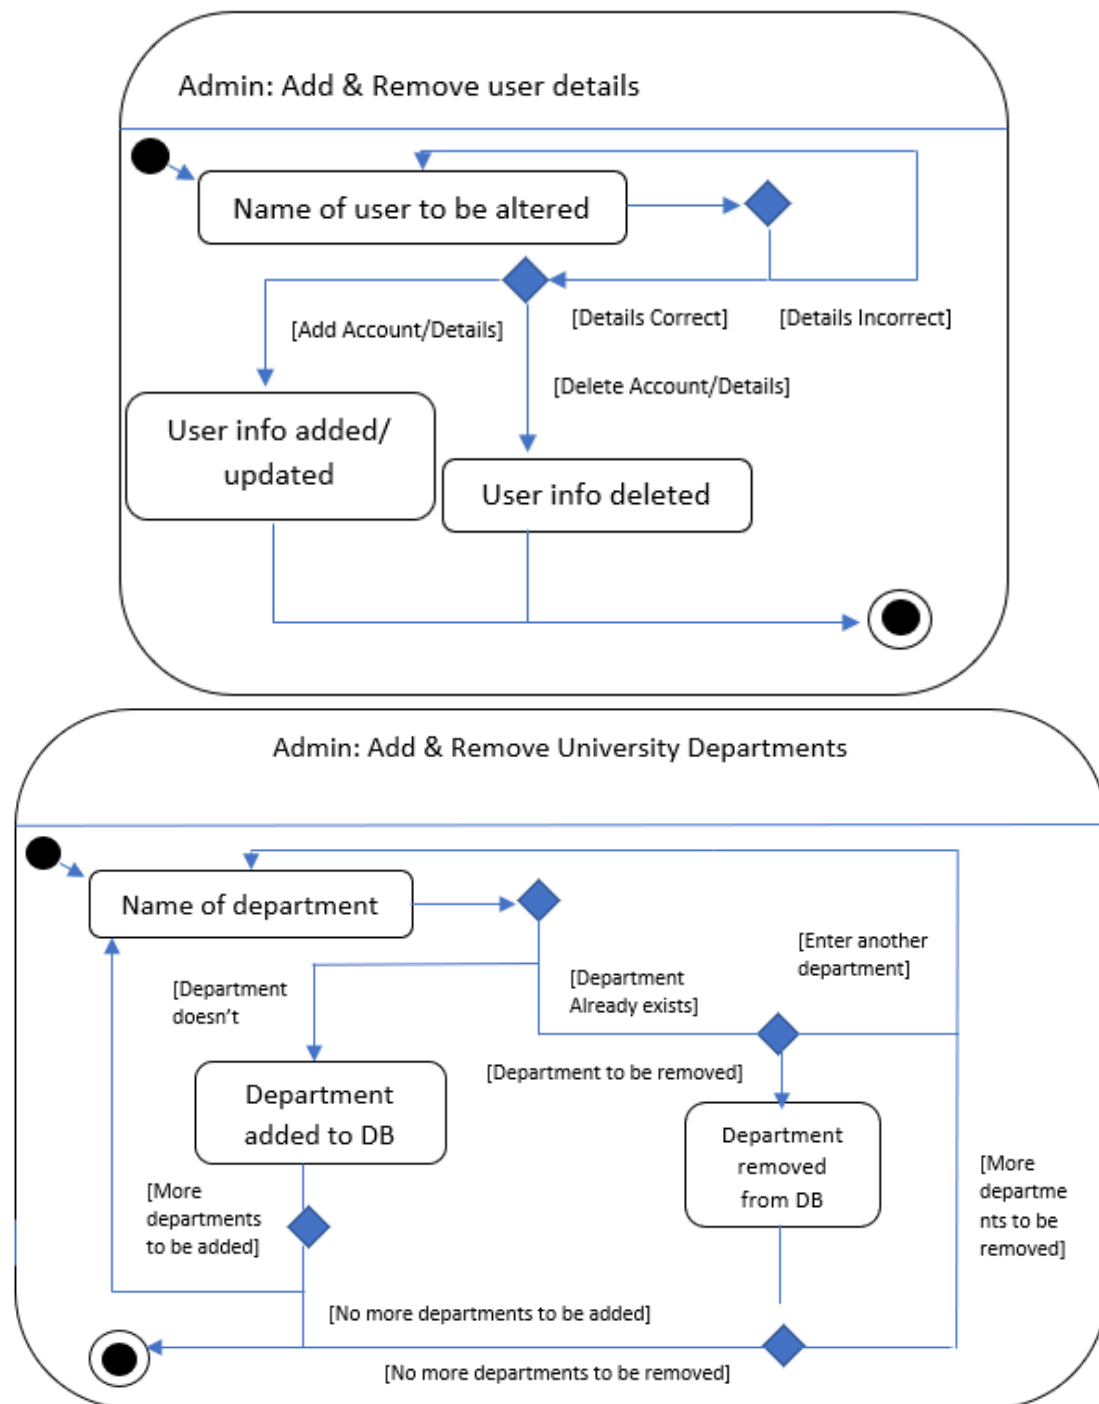 Admin: Add & Remove user details
Name of user to be altered
[Add Account/Details]
[Details Correct]
[Details Incorrect]
[Delete Account/Details]
User info added/
updated
User info deleted
Admin: Add & Remove University Departments
Name of department
[Enter another
department]
[Department
doesn't
[Department
Already exists]
[Department to be removed]
Department
added to DB
Department
removed
from DB
[More
departments
to be added]
[More
departme
nts to be
removed]
[No more departments to be added]
[No more departments to be removed]